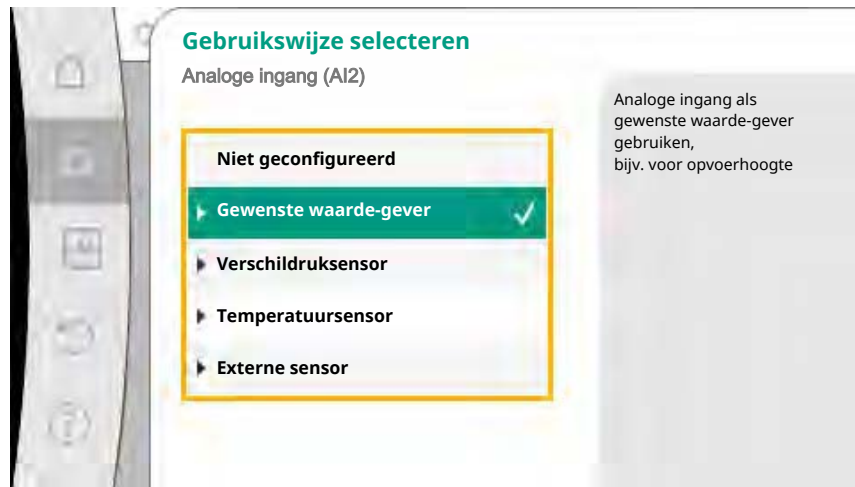 Gebruikswijze selecteren
Analoge ingang (AI2)
Niet geconfigureerd
Gewenste waarde-gever
Verschildruksensor
Temperatuursensor
Externe sensor
Analoge ingang als
gewenste waarde-gever
gebruiken,
bijv. voor opvoerhoogte